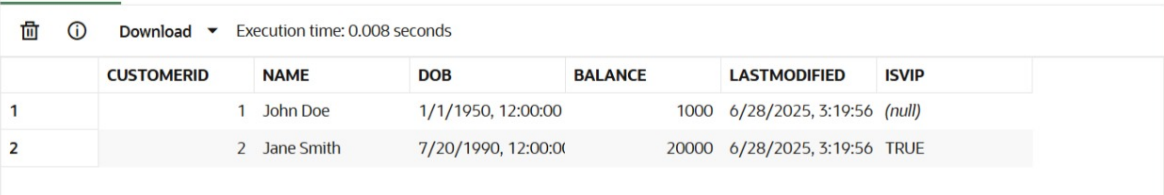 Download Execution time: 0.008 seconds
CUSTOMERID NAME DOB BALANCE LASTMODIFIED ISVIP
1 1 John Doe 1/1/1950, 12:00:00 1000 6/28/2025, 3:19:56 (null)
2 2 Jane Smith 7/20/1990, 12:00:0( 20000 6/28/2025, 3:19:56 TRUE